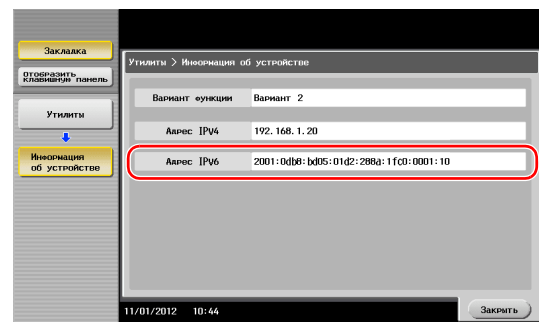 Закладка
Отобразить
клавишную панель
Утилиты
Информация
об устройстве
Утилиты > Информация об устройстве
Вариант функции Вариант 2
Адрес IPv4 192.168.1.20
Адрес IPv6 2001:0db8:bd05:01d2:288a:1fc0:0001:10
11/01/2012 10:44
Закрыть